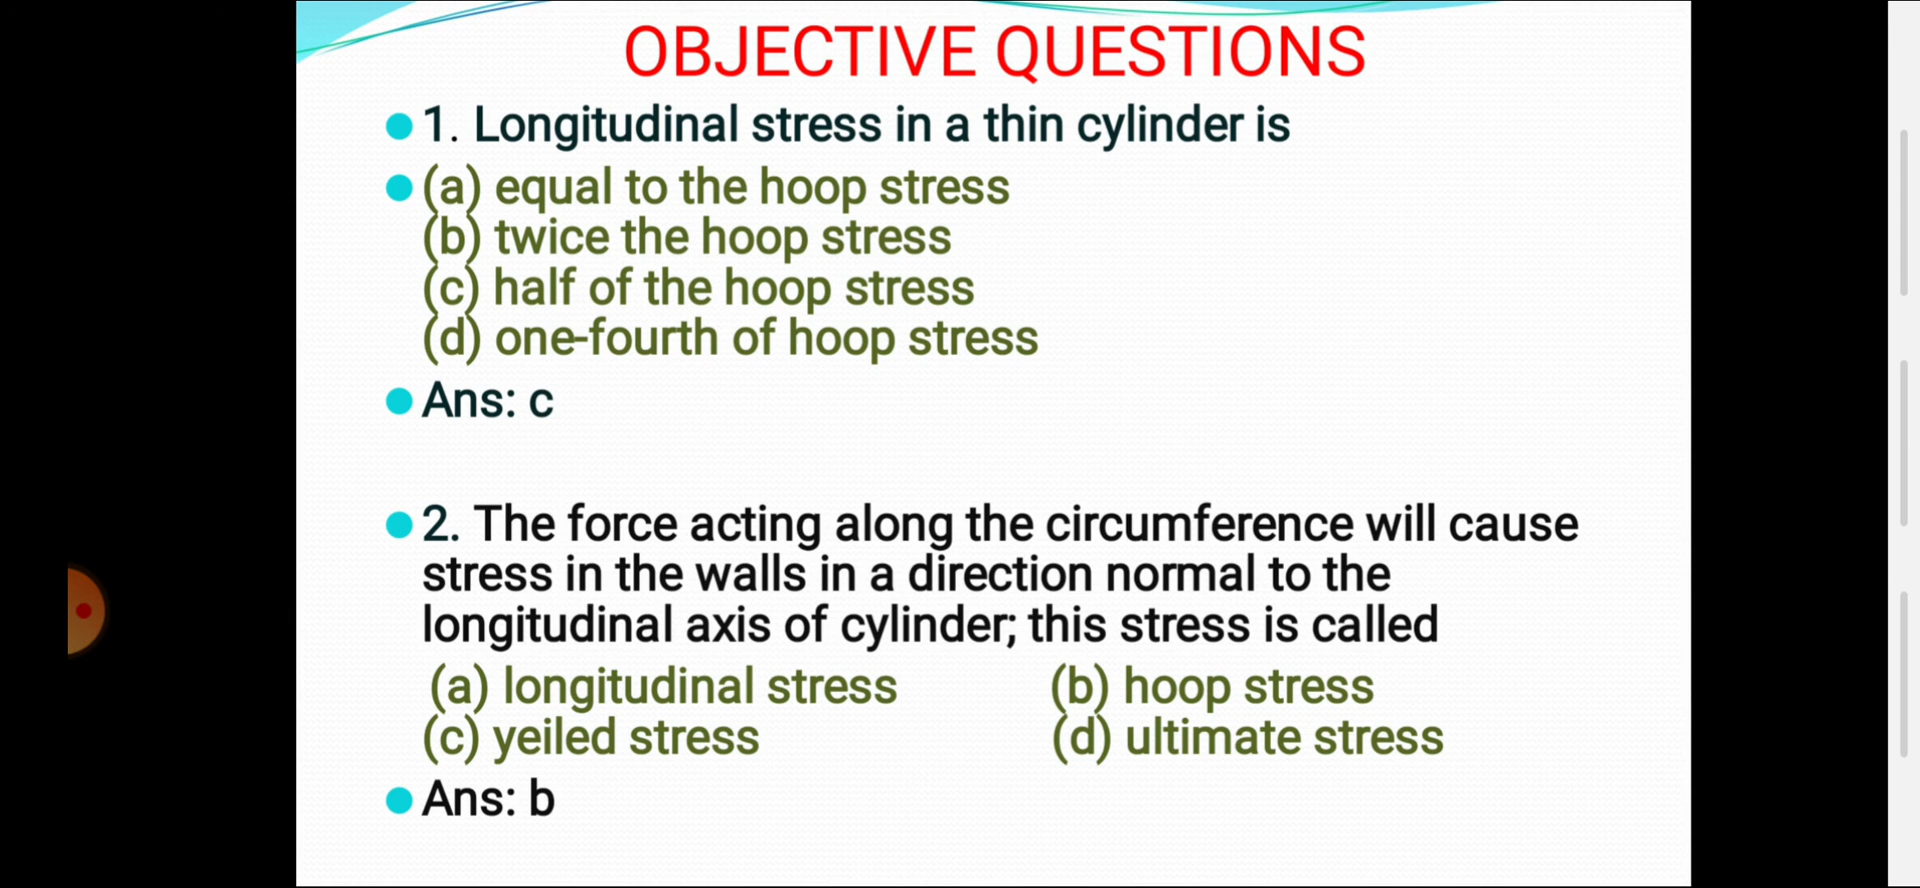 OBJECTIVE QUESTIONS
1. Longitudinal stress in a thin cylinder is
(a) equal to the hoop stress
(b) twice the hoop stress
(c) half of the hoop stress
(d) one-fourth of hoop stress
Ans: c
2. The force acting along the circumference will cause
stress in the walls in a direction normal to the
longitudinal axis of cylinder; this stress is called
(a) longitudinal stress (b) hoop stress
(c) yeiled stress (d) ultimate stress
Ans: b